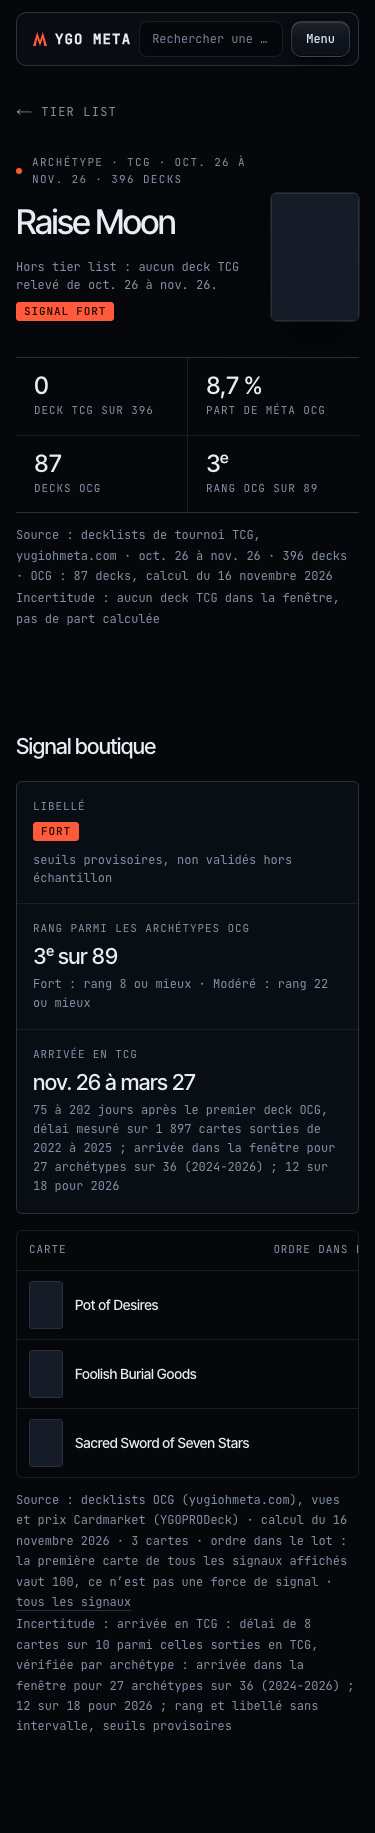 YGO META
Rechercher une …
Menu
← TIER LIST
ARCHÉTYPE · TCG · OCT. 26 À
NOV. 26 · 396 DECKS
Raise Moon
Hors tier list : aucun deck TCG
relevé de oct. 26 à nov. 26.
SIGNAL FORT
0
DECK TCG SUR 396
8,7 %
PART DE MÉTA OCG
87
DECKS OCG
3ᵉ
RANG OCG SUR 89
Source : decklists de tournoi TCG,
yugiohmeta.com · oct. 26 à nov. 26 · 396 decks
· OCG : 87 decks, calcul du 16 novembre 2026
Incertitude : aucun deck TCG dans la fenêtre,
pas de part calculée
Signal boutique
LIBELLÉ
FORT
seuils provisoires, non validés hors
échantillon
RANG PARMI LES ARCHÉTYPES OCG
3ᵉ sur 89
Fort : rang 8 ou mieux · Modéré : rang 22
ou mieux
ARRIVÉE EN TCG
nov. 26 à mars 27
75 à 202 jours après le premier deck OCG,
délai mesuré sur 1 897 cartes sorties de
2022 à 2025 ; arrivée dans la fenêtre pour
27 archétypes sur 36 (2024-2026) ; 12 sur
18 pour 2026
CARTE
ORDRE DANS
Pot of Desires
Foolish Burial Goods
Sacred Sword of Seven Stars
Source : decklists OCG (yugiohmeta.com), vues
et prix Cardmarket (YGOPRODeck) · calcul du 16
novembre 2026 · 3 cartes · ordre dans le lot :
la première carte de tous les signaux affichés
vaut 100, ce n’est pas une force de signal ·
tous les signaux
Incertitude : arrivée en TCG : délai de 8
cartes sur 10 parmi celles sorties en TCG,
vérifiée par archétype : arrivée dans la
fenêtre pour 27 archétypes sur 36 (2024-2026) ;
12 sur 18 pour 2026 ; rang et libellé sans
intervalle, seuils provisoires